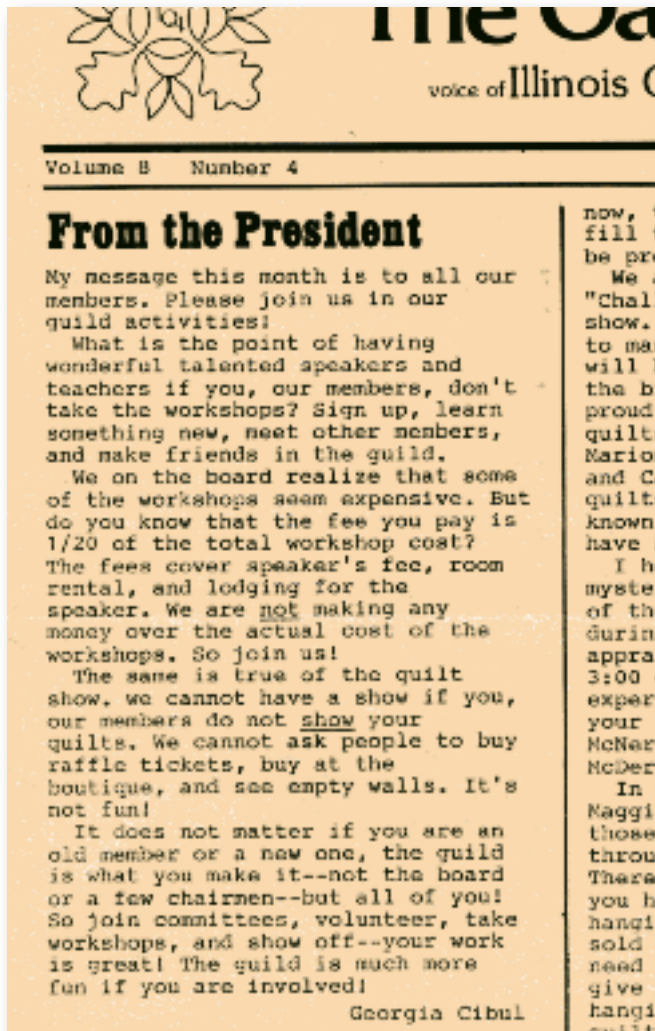 The Oa
voice of Illinois
Volume 8 Number 4
From the President
My message this month is to all our
members. Please join us in our
guild activities!
What is the point of having
wonderful talented speakers and
teachers if you, our members, don't
take the workshops? Sign up, learn
something new, meet other members,
and make friends in the guild.
We on the board realize that some
of the workshops seem expensive. But
do you know that the fee you pay is
1/20 of the total workshop cost?
The fees cover speaker's fee, room
rental, and lodging for the
speaker. We are not making any
money over the actual cost of the
workshops. So join us!
The same is true of the quilt
show. we cannot have a show if you,
our members do not show your
quilts. We cannot ask people to buy
raffle tickets, buy at the
boutique, and see empty walls. It's
not fun!
It does not matter if you are an
old member or a new one, the guild
is what you make it--not the board
or a few chairmen--but all of you!
So join committees, volunteer, take
workshops, and show off--your work
is great! The guild is much more
fun if you are involved!
Georgia Cibul
now,
fill
be pro
We
"Chal
show.
to ma
will
the b
proud
quilt
Mario
and C
quilt
known
have
I h
myste
of th
durin
appra
3:00
exper
your
McNar
McDer
In
Maggi
those
throu
There
you h
hangi
sold
need
give
hangi